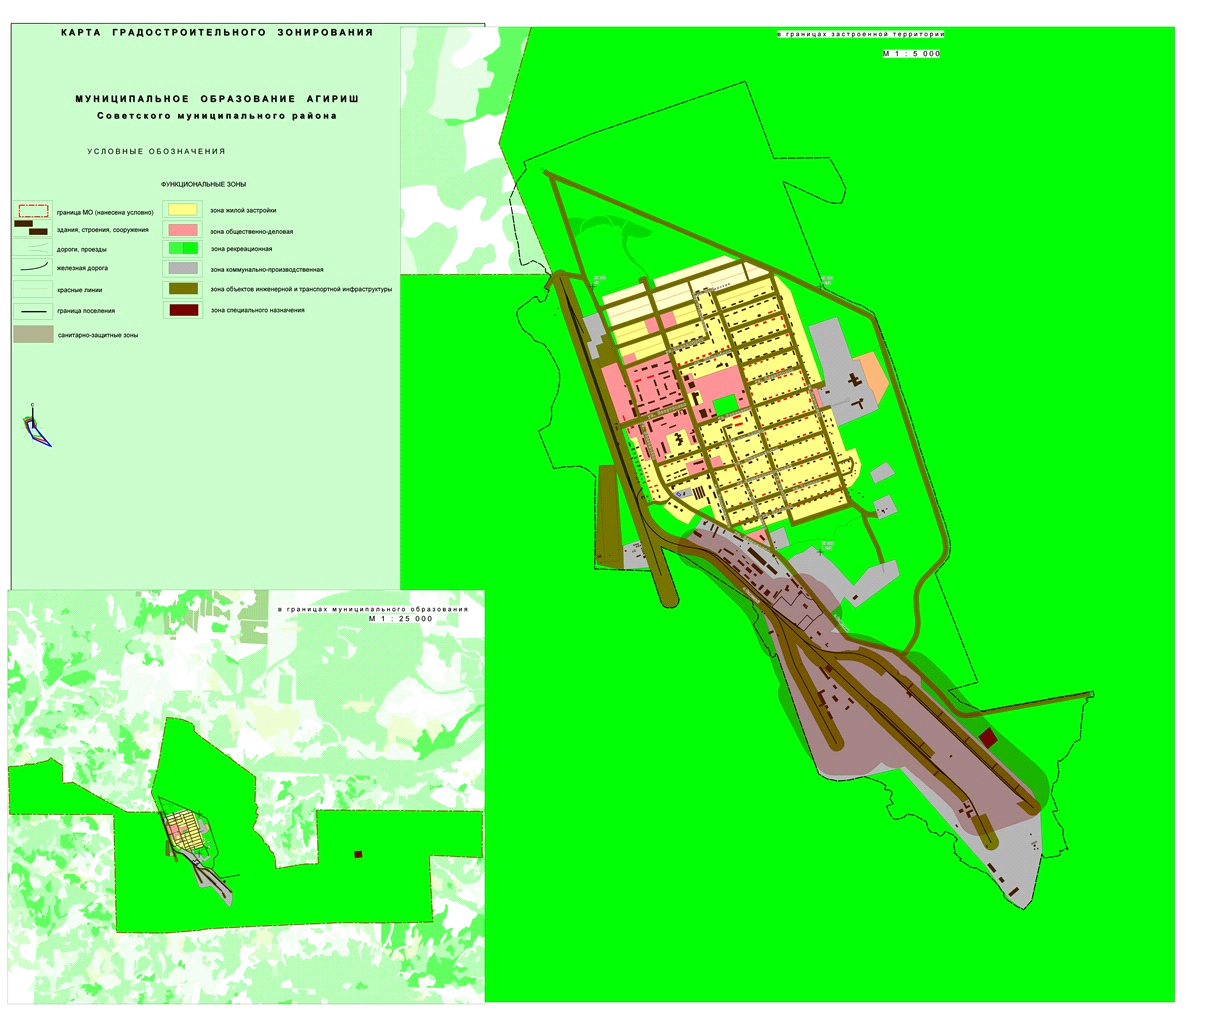 КАРТА ГРАДОСТРОИТЕЛЬНОГО ЗОНИРОВАНИЯ
МУНИЦИПАЛЬНОЕ ОБРАЗОВАНИЕ АГИРИШ
Советского муниципального района
УСЛОВНЫЕ ОБОЗНАЧЕНИЯ
ФУНКЦИОНАЛЬНЫЕ ЗОНЫ
граница МО (нанесена условно)
здания, строения, сооружения
дороги, проезды
железная дорога
красные линии
граница поселения
санитарно-защитные зоны
зона жилой застройки
зона общественно-деловая
зона рекреационная
зона коммунально-производственная
зона объектов инженерной и транспортной инфраструктуры
зона специального назначения
С
в границах застроенной территории
М 1 : 5 000
в границах муниципального образования
М 1 : 25 000